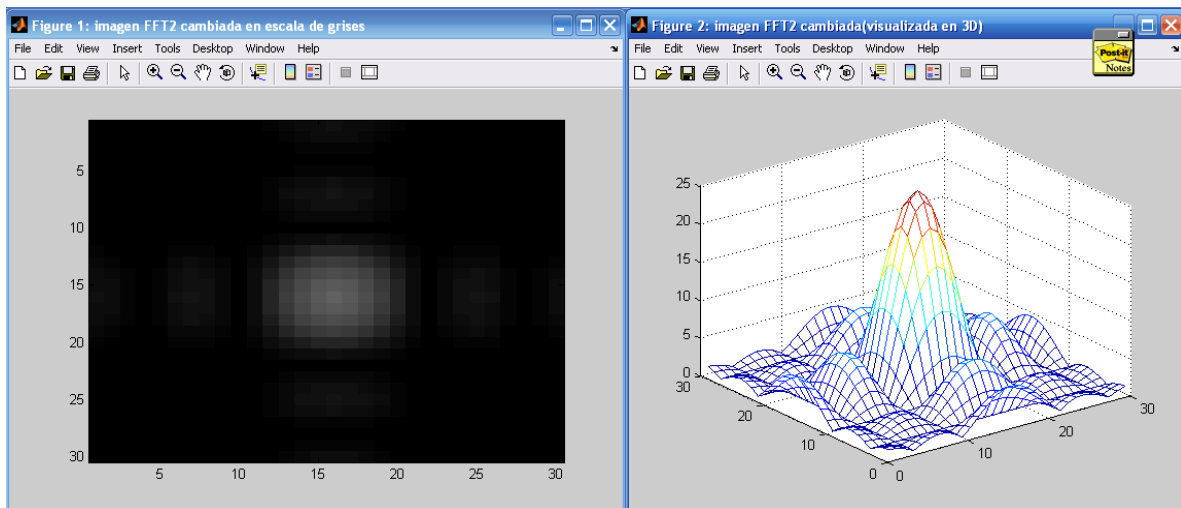 Figure 1: imagen FFT2 cambiada en escala de grises
File Edit View Insert Tools Desktop Window Help
5
10
15
20
25
30
5 10 15 20 25 30
Figure 2: imagen FFT2 cambiada(visualizada en 3D)
File Edit View Insert Tools Desktop Window Help
Post-it
Notes
25
20
15
10
5
0
30
20
10
0
0
10
20
30